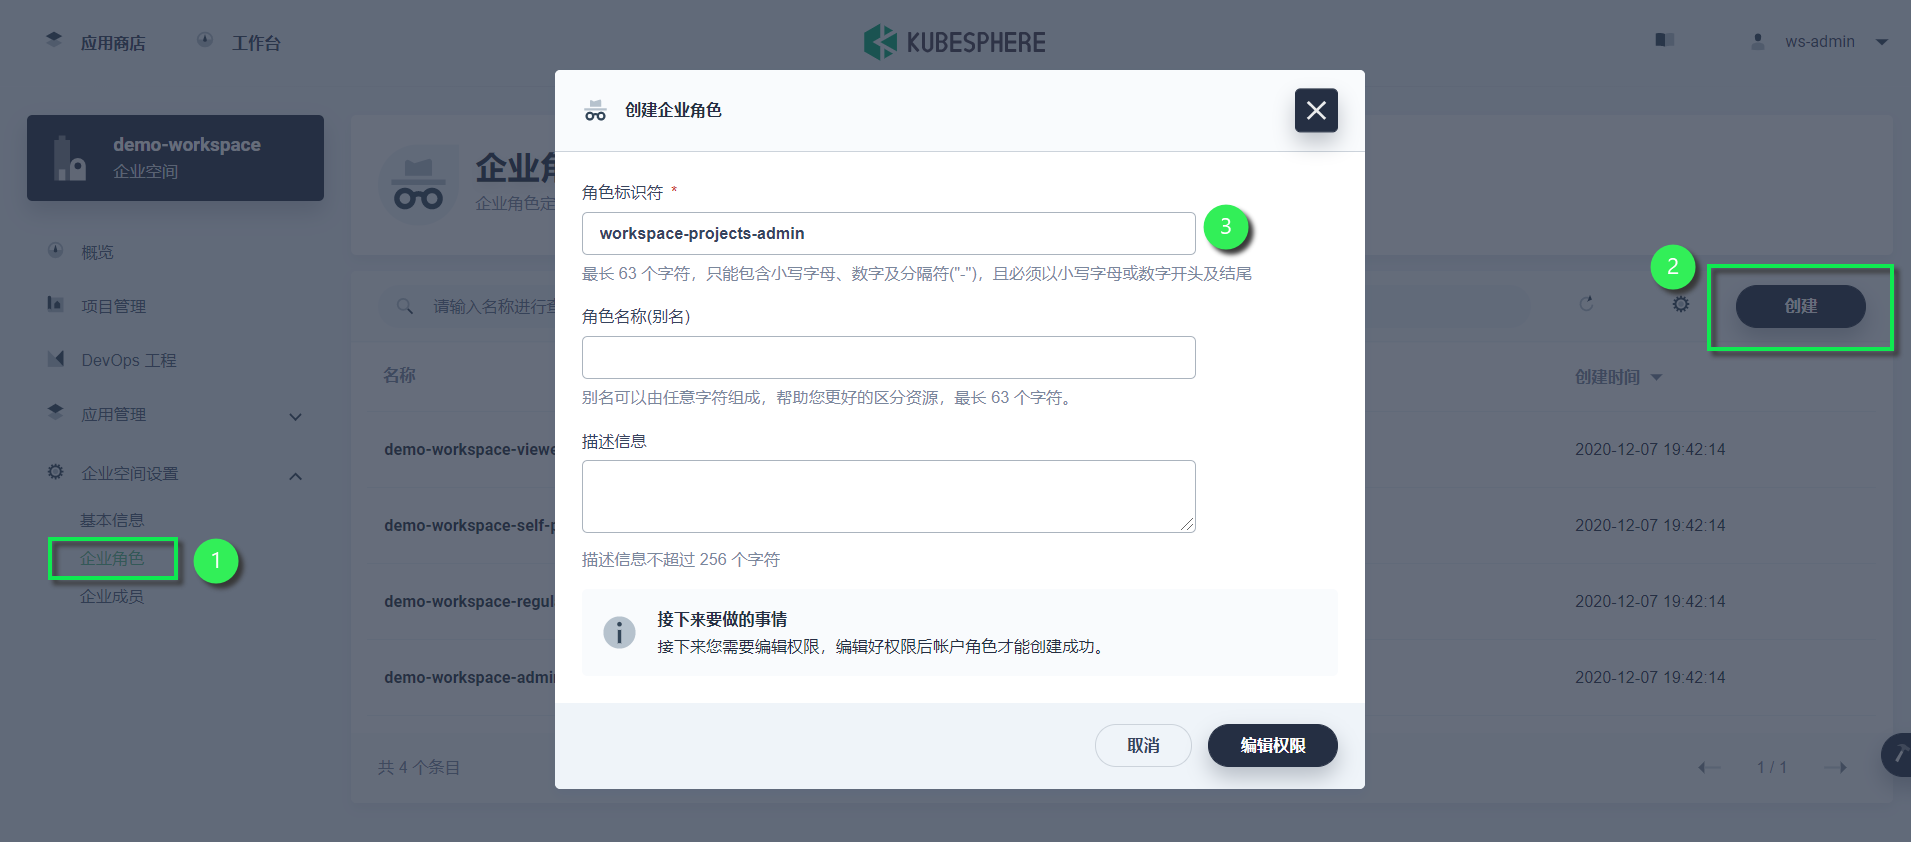 应用商店
工作台
KUBESPHERE
ws-admin
demo-workspace
企业空间
概览
项目管理
DevOps 工程
应用管理
企业空间设置
基本信息
企业角色
1
企业成员
企业角
企业角色定
请输入名称进行查
2
创建
名称
创建时间
demo-workspace-viewe
2020-12-07 19:42:14
demo-workspace-self-p
2020-12-07 19:42:14
demo-workspace-regul
2020-12-07 19:42:14
demo-workspace-admi
2020-12-07 19:42:14
共 4 个条目
1 / 1
创建企业角色
角色标识符 *
workspace-projects-admin
3
最长 63 个字符，只能包含小写字母、数字及分隔符("-")，且必须以小写字母或数字开头及结尾
角色名称(别名)
别名可以由任意字符组成，帮助您更好的区分资源，最长 63 个字符。
描述信息
描述信息不超过 256 个字符
接下来要做的事情
接下来您需要编辑权限，编辑好权限后帐户角色才能创建成功。
取消
编辑权限